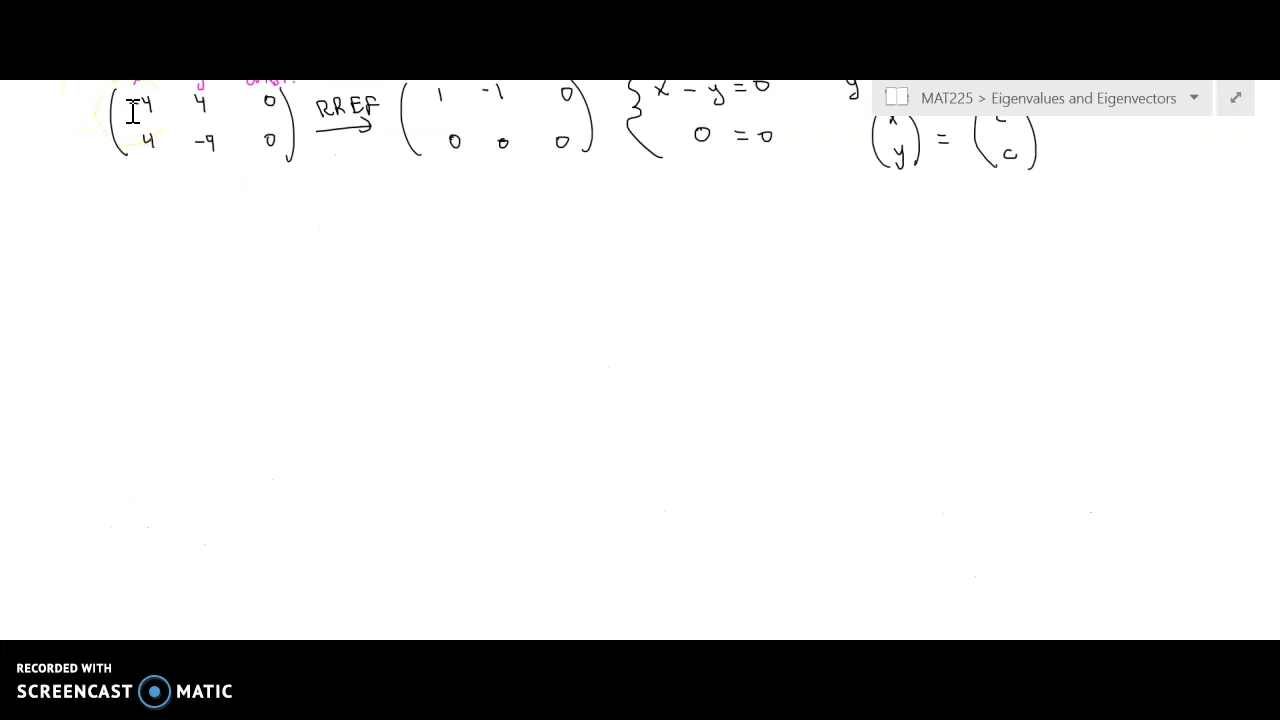 -4 4 0 RREF 1 -1 0 { x - y = 0 y
4 -4 0 0 0 0 0 = 0
(x y) = (c c)
MAT225 > Eigenvalues and Eigenvectors
RECORDED WITH
SCREENCAST MATIC